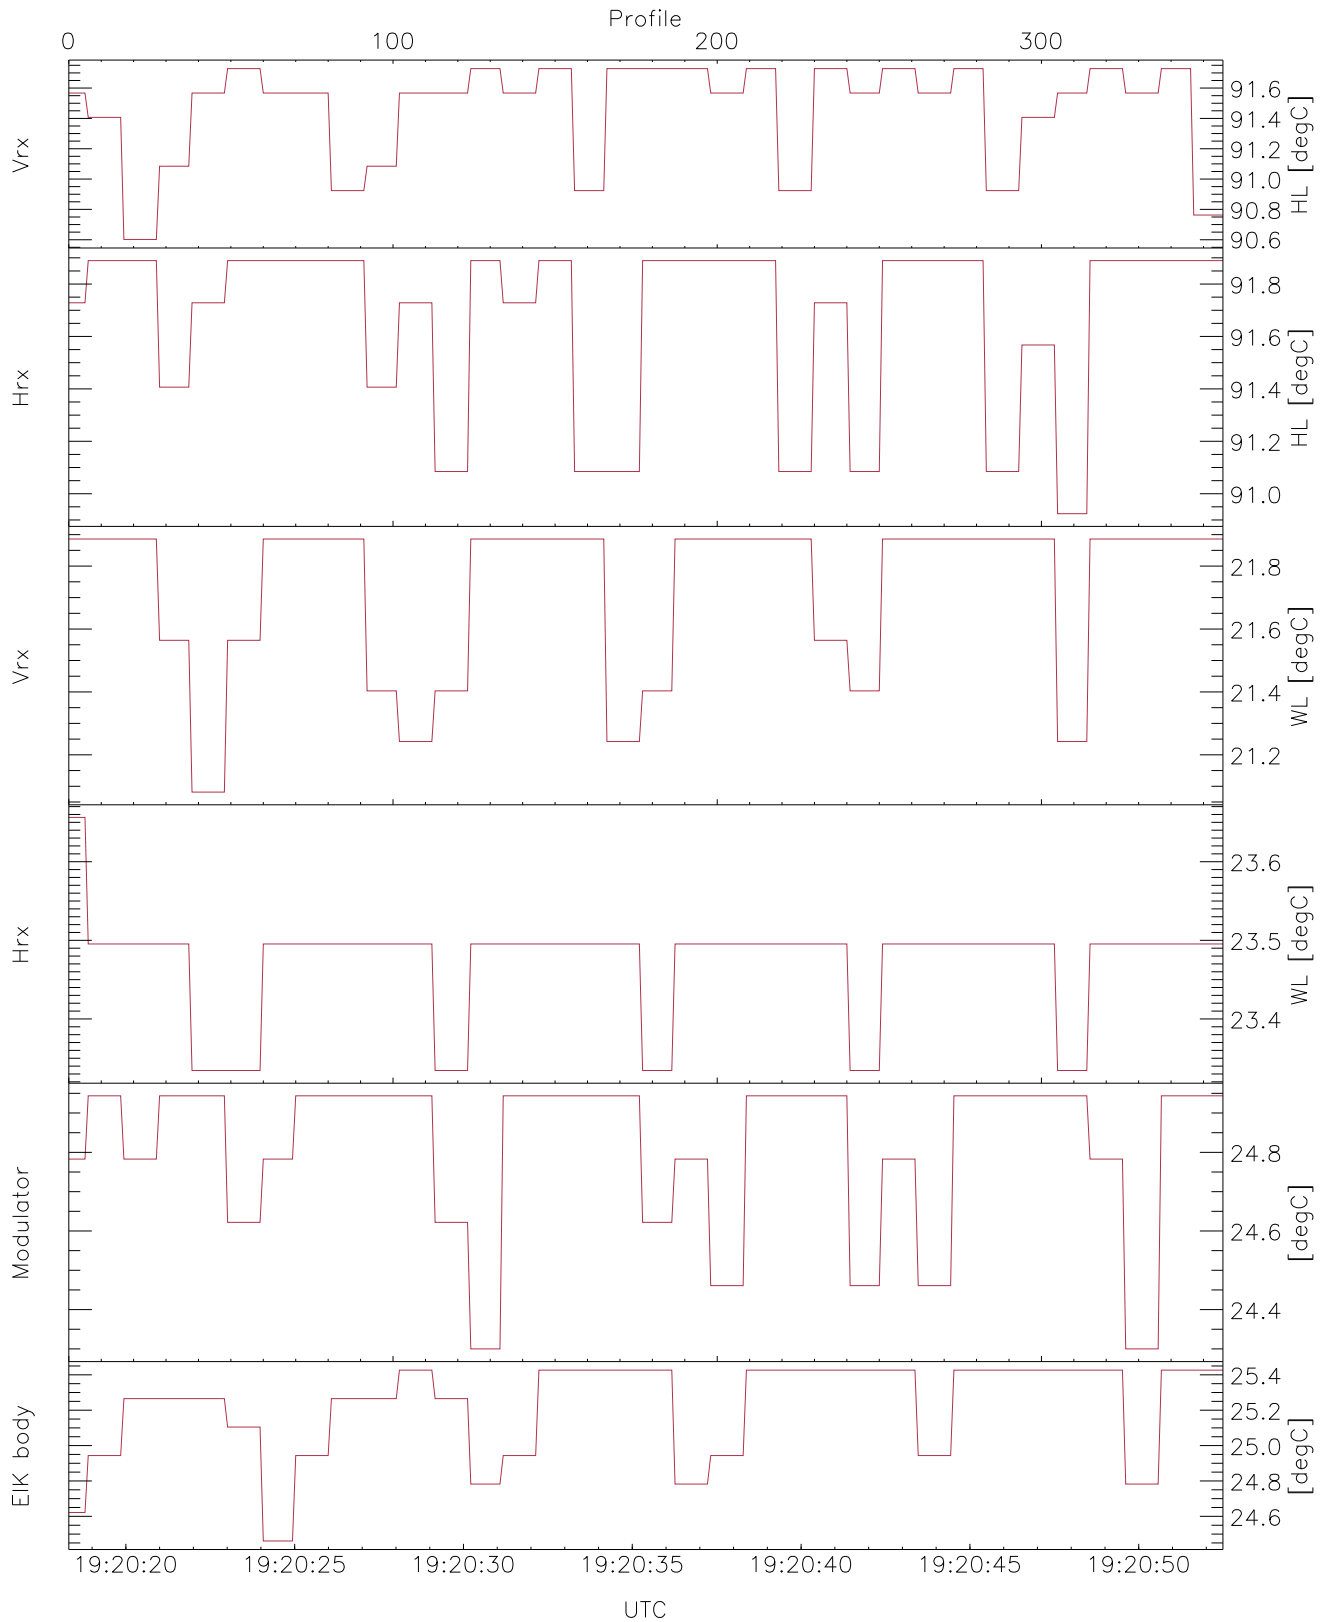 Profile
0 100 200 300
Vrx
91.6
91.4
91.2
91.0
90.8
90.6
HL [degC]
Hrx
91.8
91.6
91.4
91.2
91.0
HL [degC]
Vrx
21.8
21.6
21.4
21.2
WL [degC]
Hrx
23.6
23.5
23.4
WL [degC]
Modulator
24.8
24.6
24.4
[degC]
EIK body
25.4
25.2
25.0
24.8
24.6
[degC]
19:20:20 19:20:25 19:20:30 19:20:35 19:20:40 19:20:45 19:20:50
UTC